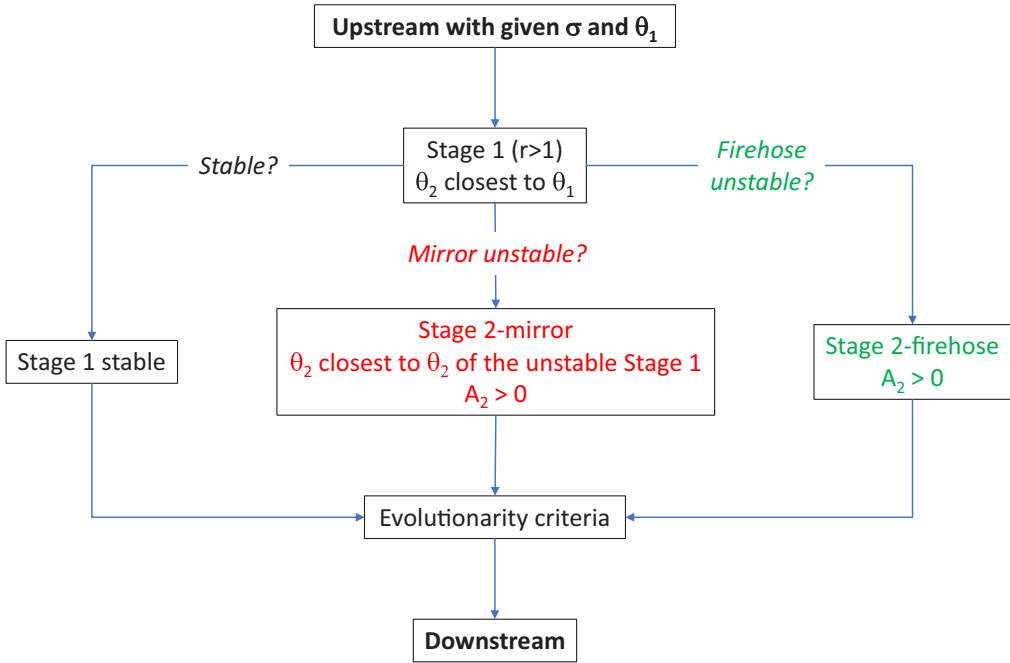 Upstream with given σ and θ₁
Stage 1 (r>1)
θ₂ closest to θ₁
Stable?
Firehose
unstable?
Mirror unstable?
Stage 1 stable
Stage 2-mirror
θ₂ closest to θ₂ of the unstable Stage 1
A₂ > 0
Stage 2-firehose
A₂ > 0
Evolutionarity criteria
Downstream